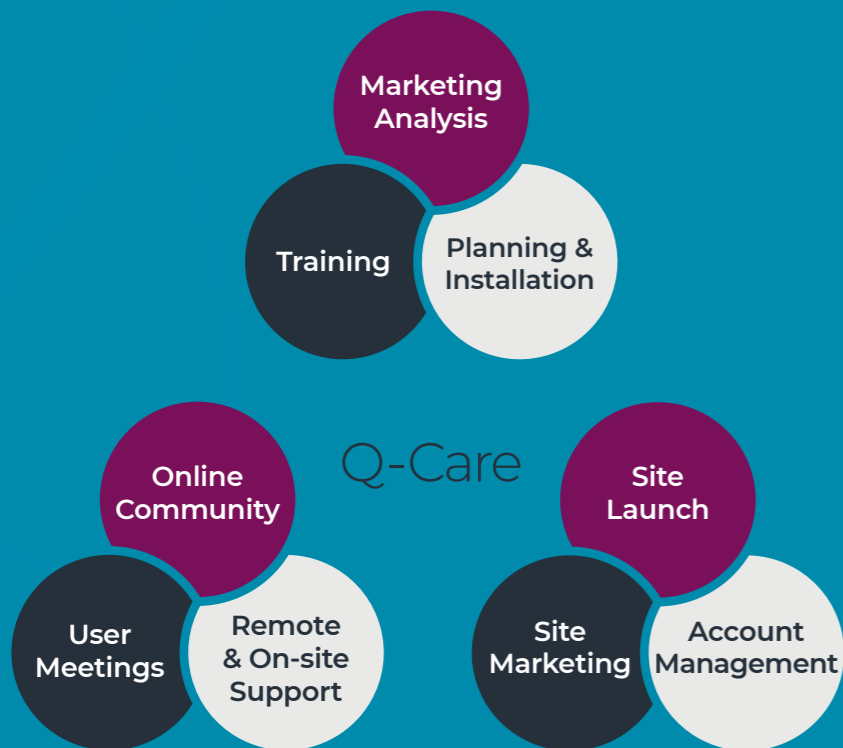 Marketing
Analysis
Training
Planning &
Installation
Q-Care
Online
Community
User
Meetings
Remote
& On-site
Support
Site
Launch
Site
Marketing
Account
Management